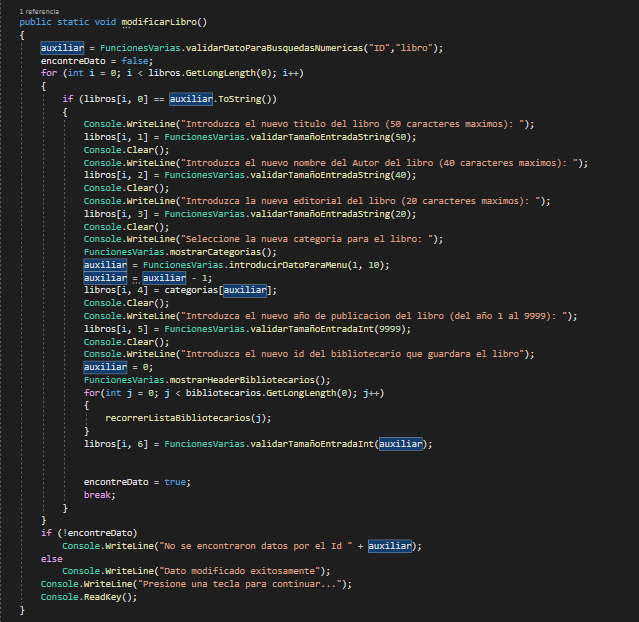 1 referencia
public static void modificarLibro()
{
auxiliar = FuncionesVarias.validarDatoParaBusquedasNumericas("ID","libro");
encontreDato = false;
for (int i = 0; i < libros.GetLongLength(0); i++)
{
if (libros[i, 0] == auxiliar.ToString())
{
Console.WriteLine("Introduzca el nuevo titulo del libro (50 caracteres maximos): ");
libros[i, 1] = FuncionesVarias.validarTamañoEntradaString(50);
Console.Clear();
Console.WriteLine("Introduzca el nuevo nombre del Autor del libro (40 caracteres maximos): ");
libros[i, 2] = FuncionesVarias.validarTamañoEntradaString(40);
Console.Clear();
Console.WriteLine("Introduzca la nueva editorial del libro (20 caracteres maximos): ");
libros[i, 3] = FuncionesVarias.validarTamañoEntradaString(20);
Console.Clear();
Console.WriteLine("Seleccione la nueva categoria para el libro: ");
FuncionesVarias.mostrarCategorias();
auxiliar = FuncionesVarias.introducirDatoParaMenu(1, 10);
auxiliar = auxiliar - 1;
libros[i, 4] = categorias[auxiliar];
Console.Clear();
Console.WriteLine("Introduzca el nuevo año de publicacion del libro (del año 1 al 9999): ");
libros[i, 5] = FuncionesVarias.validarTamañoEntradaInt(9999);
Console.Clear();
Console.WriteLine("Introduzca el nuevo id del bibliotecario que guardara el libro");
auxiliar = 0;
FuncionesVarias.mostrarHeaderBibliotecarios();
for(int j = 0; j < bibliotecarios.GetLongLength(0); j++)
{
recorrerListaBibliotecarios(j);
}
libros[i, 6] = FuncionesVarias.validarTamañoEntradaInt(auxiliar);
encontreDato = true;
break;
}
}
if (!encontreDato)
Console.WriteLine("No se encontraron datos por el Id " + auxiliar);
else
Console.WriteLine("Dato modificado exitosamente");
Console.WriteLine("Presione una tecla para continuar...");
Console.ReadKey();
}